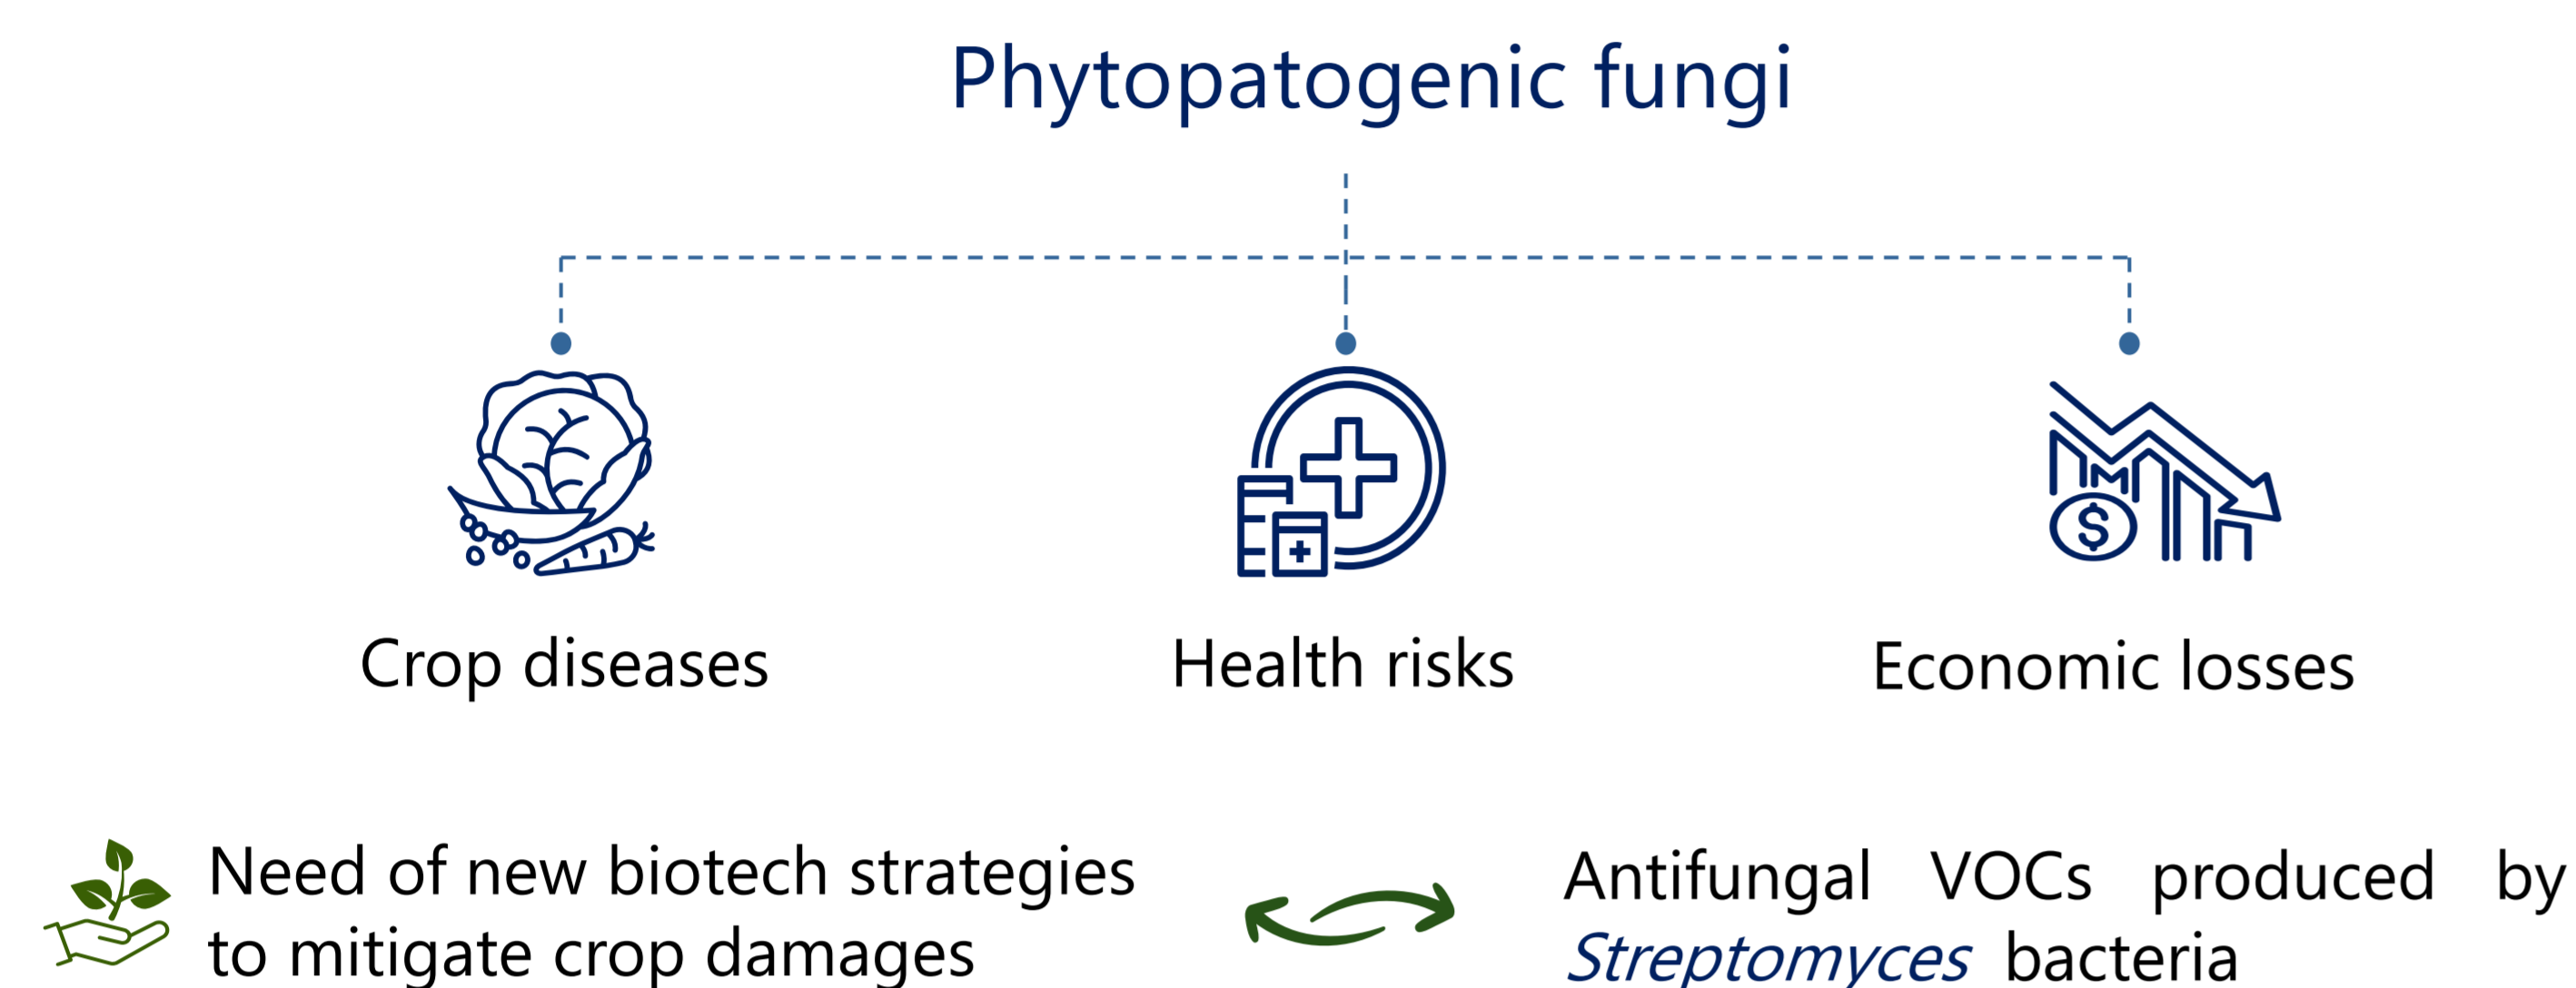 Phytopatogenic fungi
Crop diseases
Health risks
Economic losses
Need of new biotech strategies
to mitigate crop damages
$
Antifungal VOCs produced by
Streptomyces bacteria